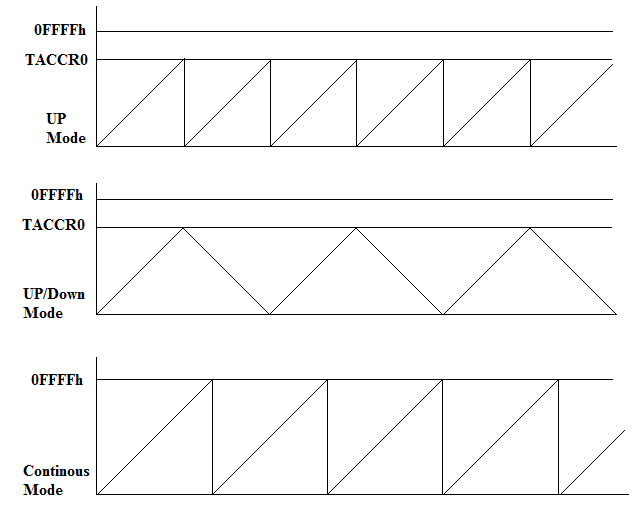 0FFFFh
TACCR0
UP
Mode
0FFFFh
TACCR0
UP/Down
Mode
0FFFFh
Continous
Mode